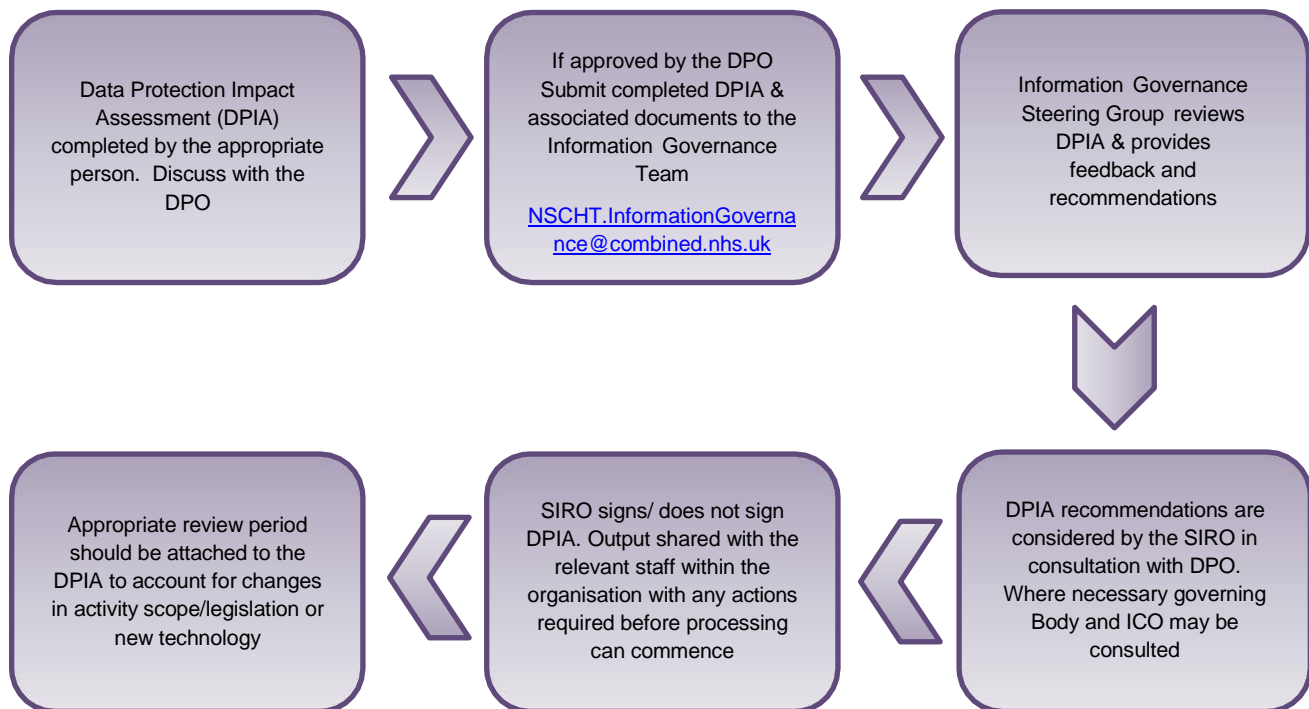 Data Protection Impact
Assessment (DPIA)
completed by the appropriate
person.  Discuss with the
DPO
If approved by the DPO
Submit completed DPIA &
associated documents to the
Information Governance
Team
NSCHT.InformationGoverna
nce@combined.nhs.uk
Information Governance
Steering Group reviews
DPIA & provides
feedback and
recommendations
DPIA recommendations are
considered by the SIRO in
consultation with DPO.
Where necessary governing
Body and ICO may be
consulted
SIRO signs/ does not sign
DPIA. Output shared with the
relevant staff within the
organisation with any actions
required before processing
can commence
Appropriate review period
should be attached to the
DPIA to account for changes
in activity scope/legislation or
new technology